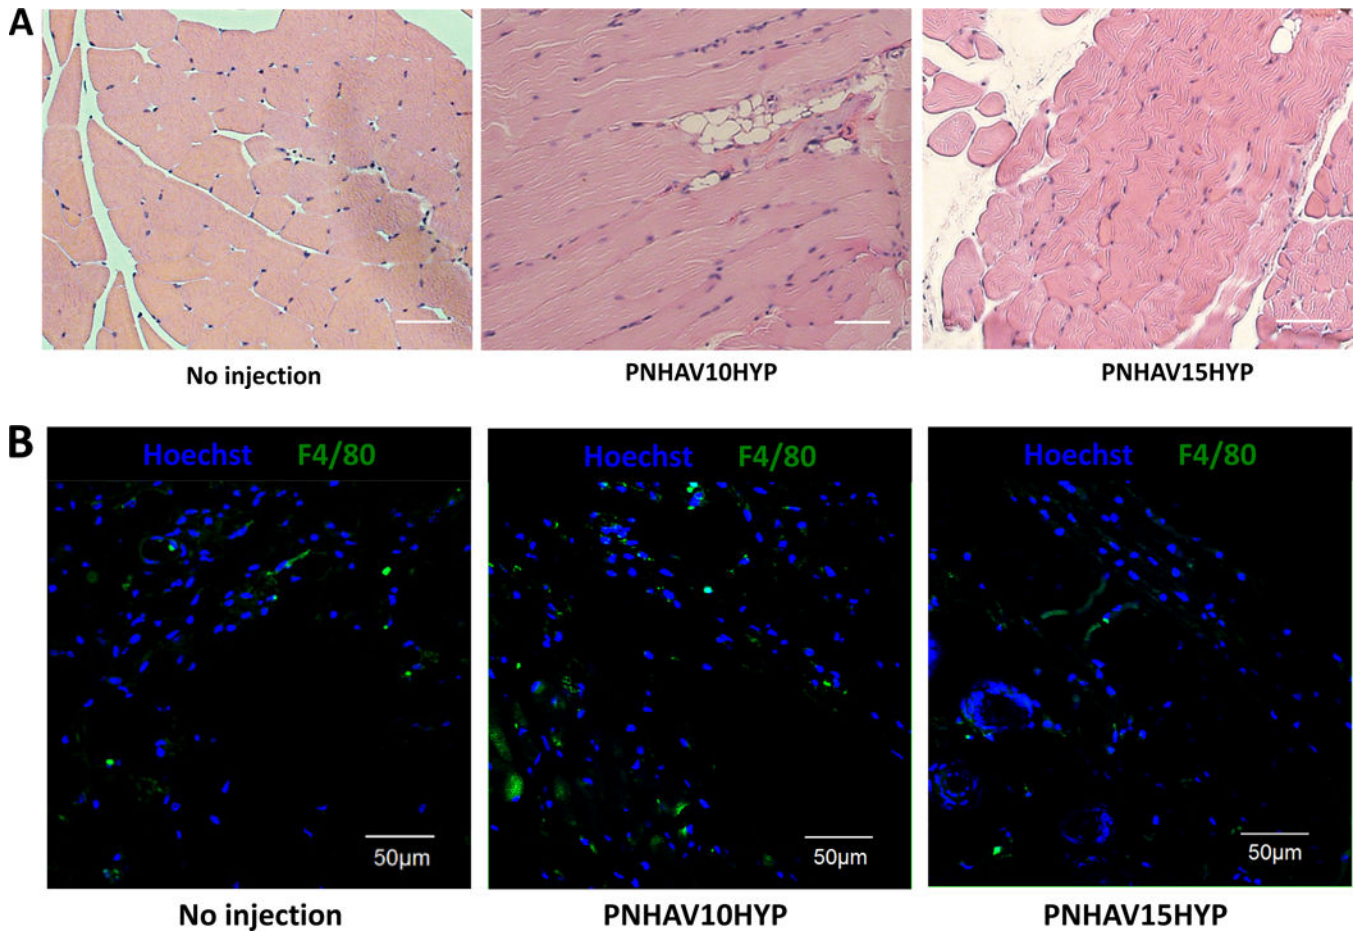 A
No injection
PNHAV10HYP
PNHAV15HYP
B
Hoechst F4/80
Hoechst F4/80
Hoechst F4/80
50µm
50µm
50µm
No injection
PNHAV10HYP
PNHAV15HYP